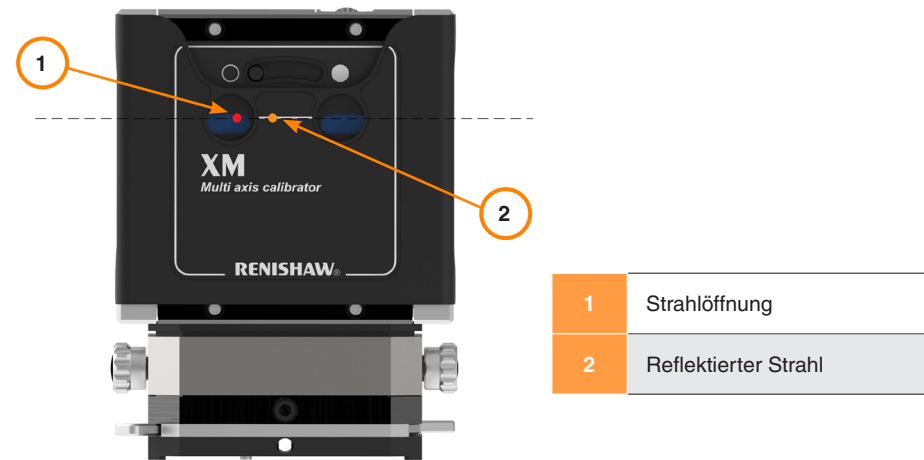 1
XM
Multi axis calibrator
2
RENISHAW®
1 Strahlöffnung
2 Reflektierter Strahl